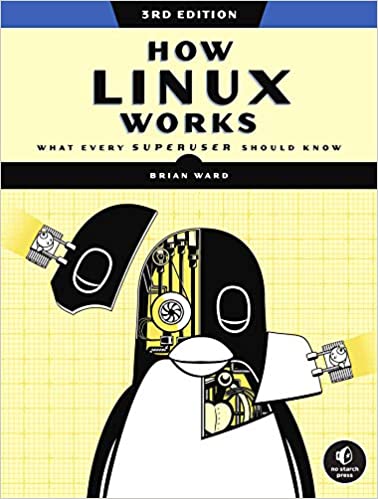 3RD EDITION
HOW
LINUX
WORKS
WHAT EVERY SUPERUSER SHOULD KNOW
BRIAN WARD
no starch
press